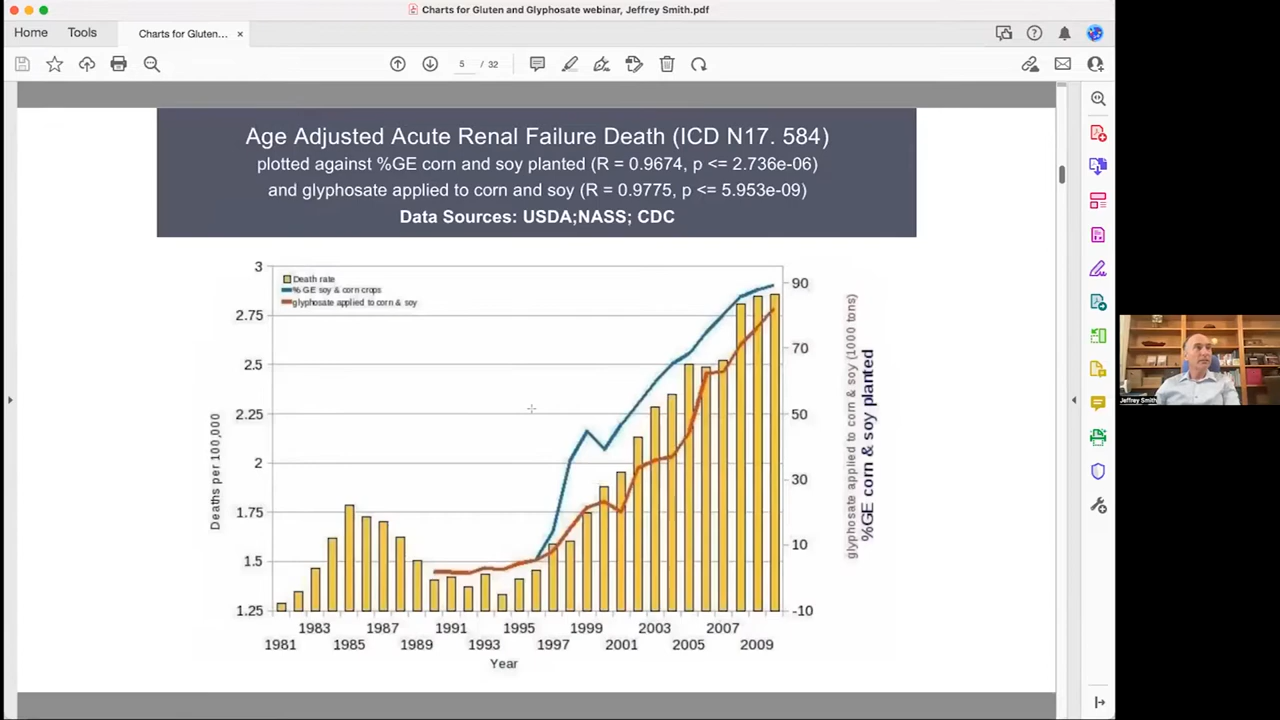 Charts for Gluten and Glyphosate webinar, Jeffrey Smith.pdf
Home
Tools
Charts for Gluten...
5 / 32
Age Adjusted Acute Renal Failure Death (ICD N17. 584)
plotted against %GE corn and soy planted (R = 0.9674, p <= 2.736e-06)
and glyphosate applied to corn and soy (R = 0.9775, p <= 5.953e-09)
Data Sources: USDA;NASS; CDC
Death rate
% GE soy & corn crops
glyphosate applied to corn & soy
3
2.75
2.5
2.25
2
1.75
1.5
1.25
Deaths per 100,000
90
70
50
30
10
-10
glyphosate applied to corn & soy (1000 tons)
%GE corn & soy planted
1983 1987 1991 1995 1999 2003 2007
1981 1985 1989 1993 1997 2001 2005 2009
Year
Jeffrey Smith